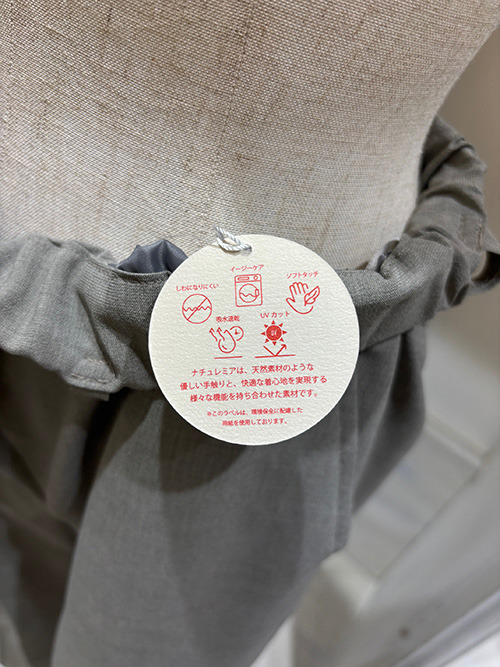 イージーケア
しわになりにくい
ソフトタッチ
吸水速乾
UVカット
ナチュレミアは、天然素材のような
優しい手触りと、快適な着心地を実現する
様々な機能を持ち合わせた素材です。
※このラベルは、環境保全に配慮した
用紙を使用しております。